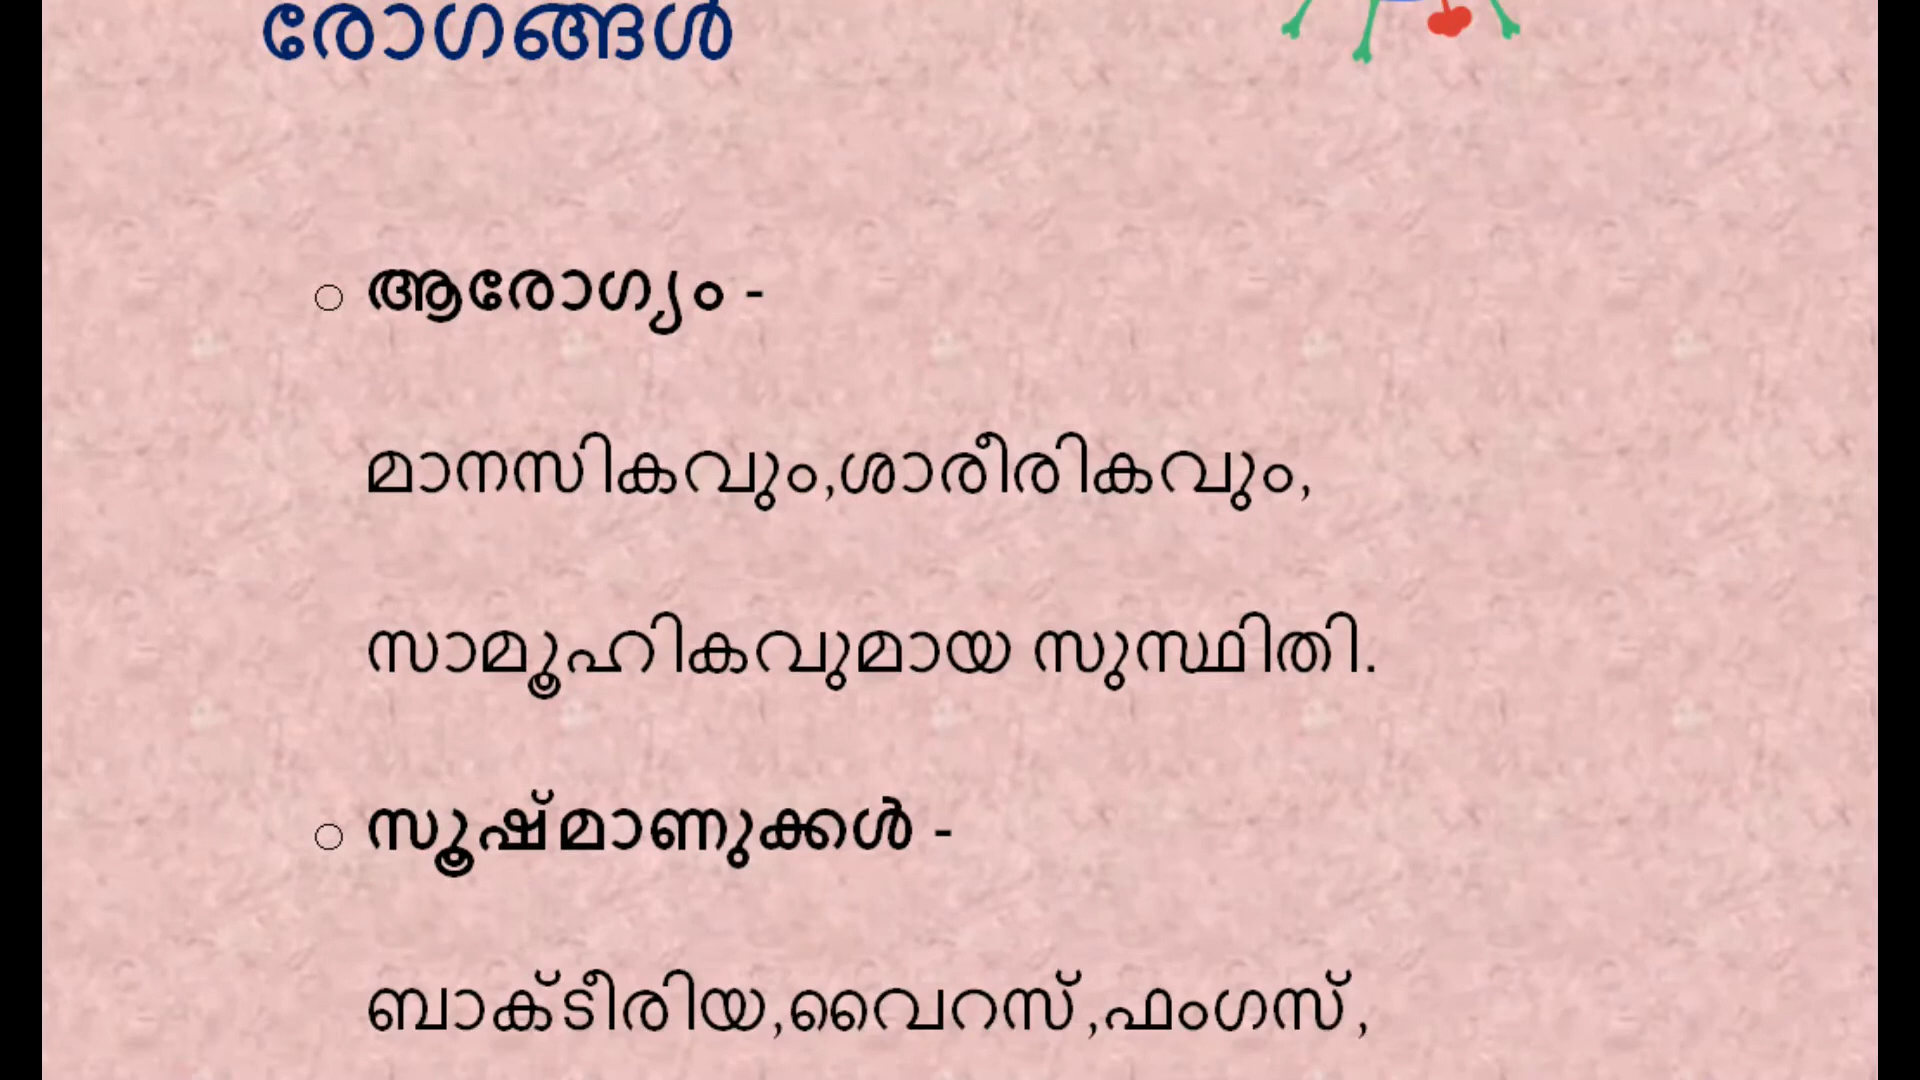 രോഗങ്ങൾ
ആരോഗ്യം -
മാനസികവും,ശാരീരികവും,
സാമൂഹികവുമായ സുസ്ഥിതി.
സൂഷ്മാണുക്കൾ -
ബാക്ടീരിയ,വൈറസ്,ഫംഗസ്,